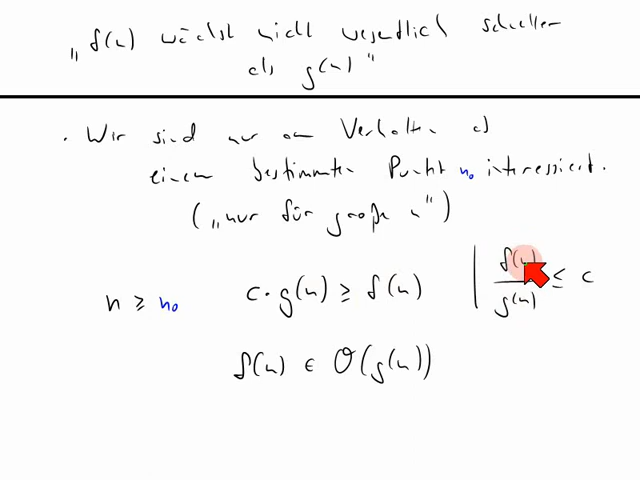 „f(n) wächst nicht wesentlich schneller
als g(n)"
· Wir sind nur am Verhalten ab
einem bestimmten Punkt n₀ interessiert.
(„nur für große n")
n ≥ n₀ c·g(n) ≥ f(n) | f(n)/g(n) ≤ c
f(n) ∈ O(g(n))